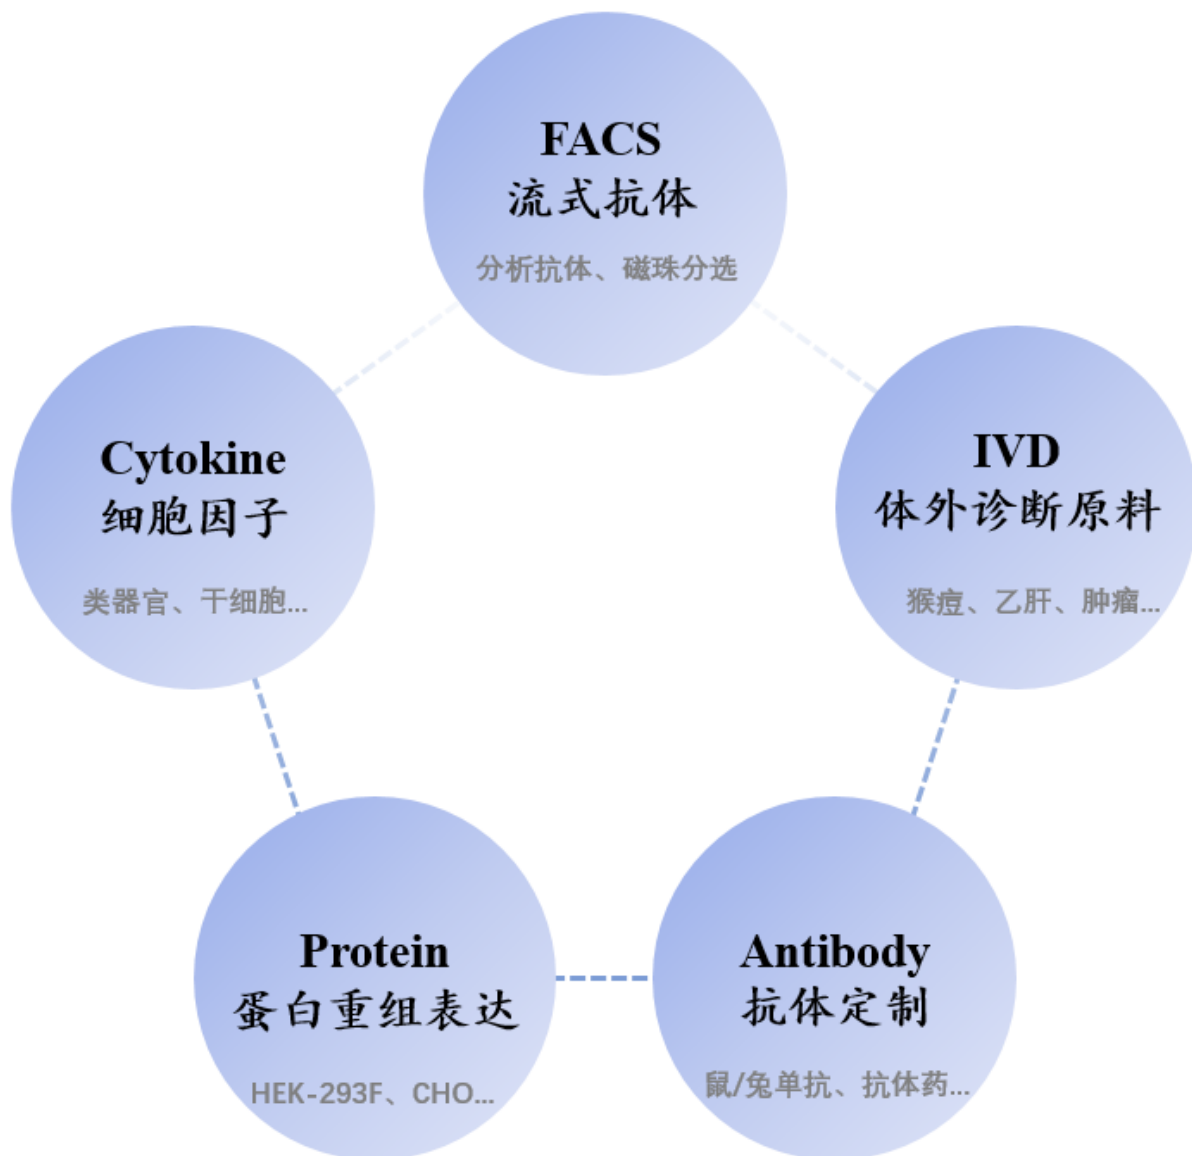 FACS
流式抗体
分析抗体、磁珠分选
Cytokine
细胞因子
类器官、干细胞...
IVD
体外诊断原料
猴痘、乙肝、肿瘤...
Protein
蛋白重组表达
HEK-293F、CHO...
Antibody
抗体定制
鼠/兔单抗、抗体药...